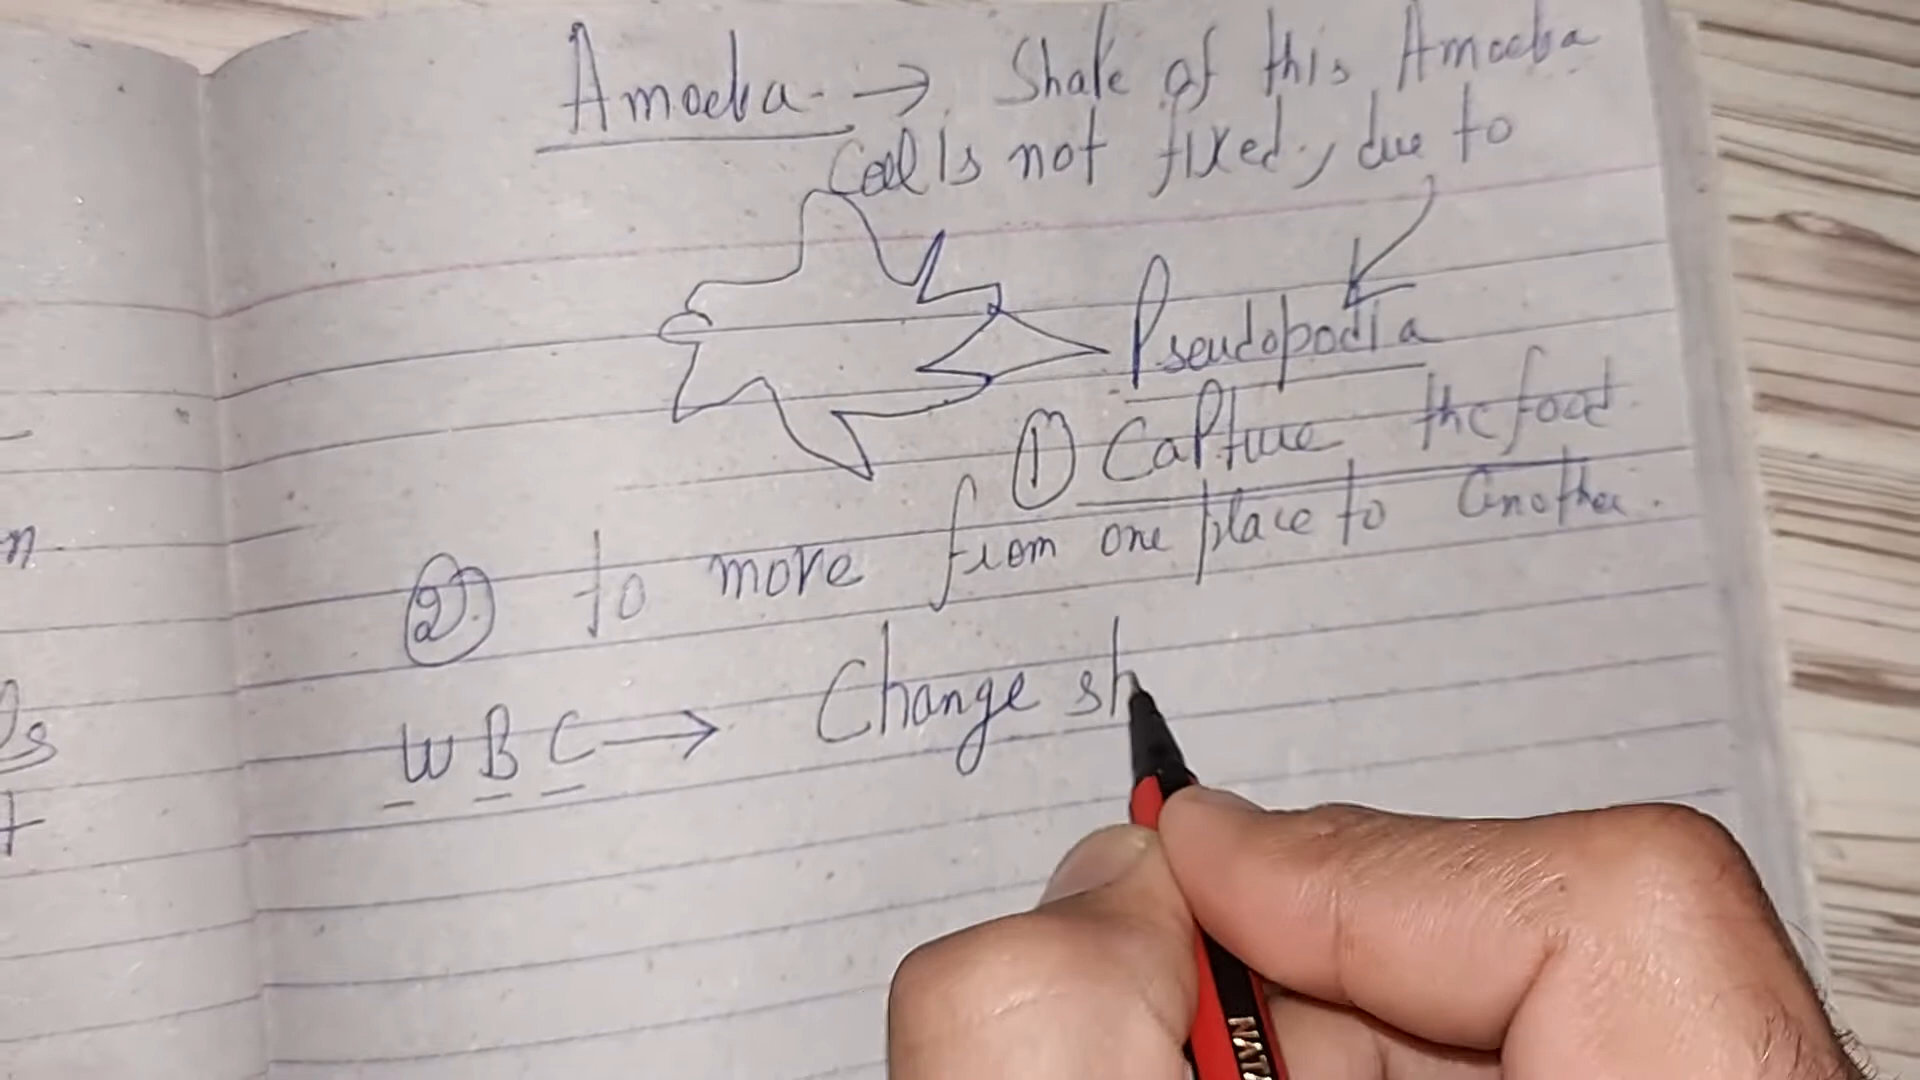 Amoeba → Shape of this Amoeba
Cell is not fixed, due to
Pseudopodia
① Capture the food
② to move from one place to another.
WBC → Change sh
n
s
NATA